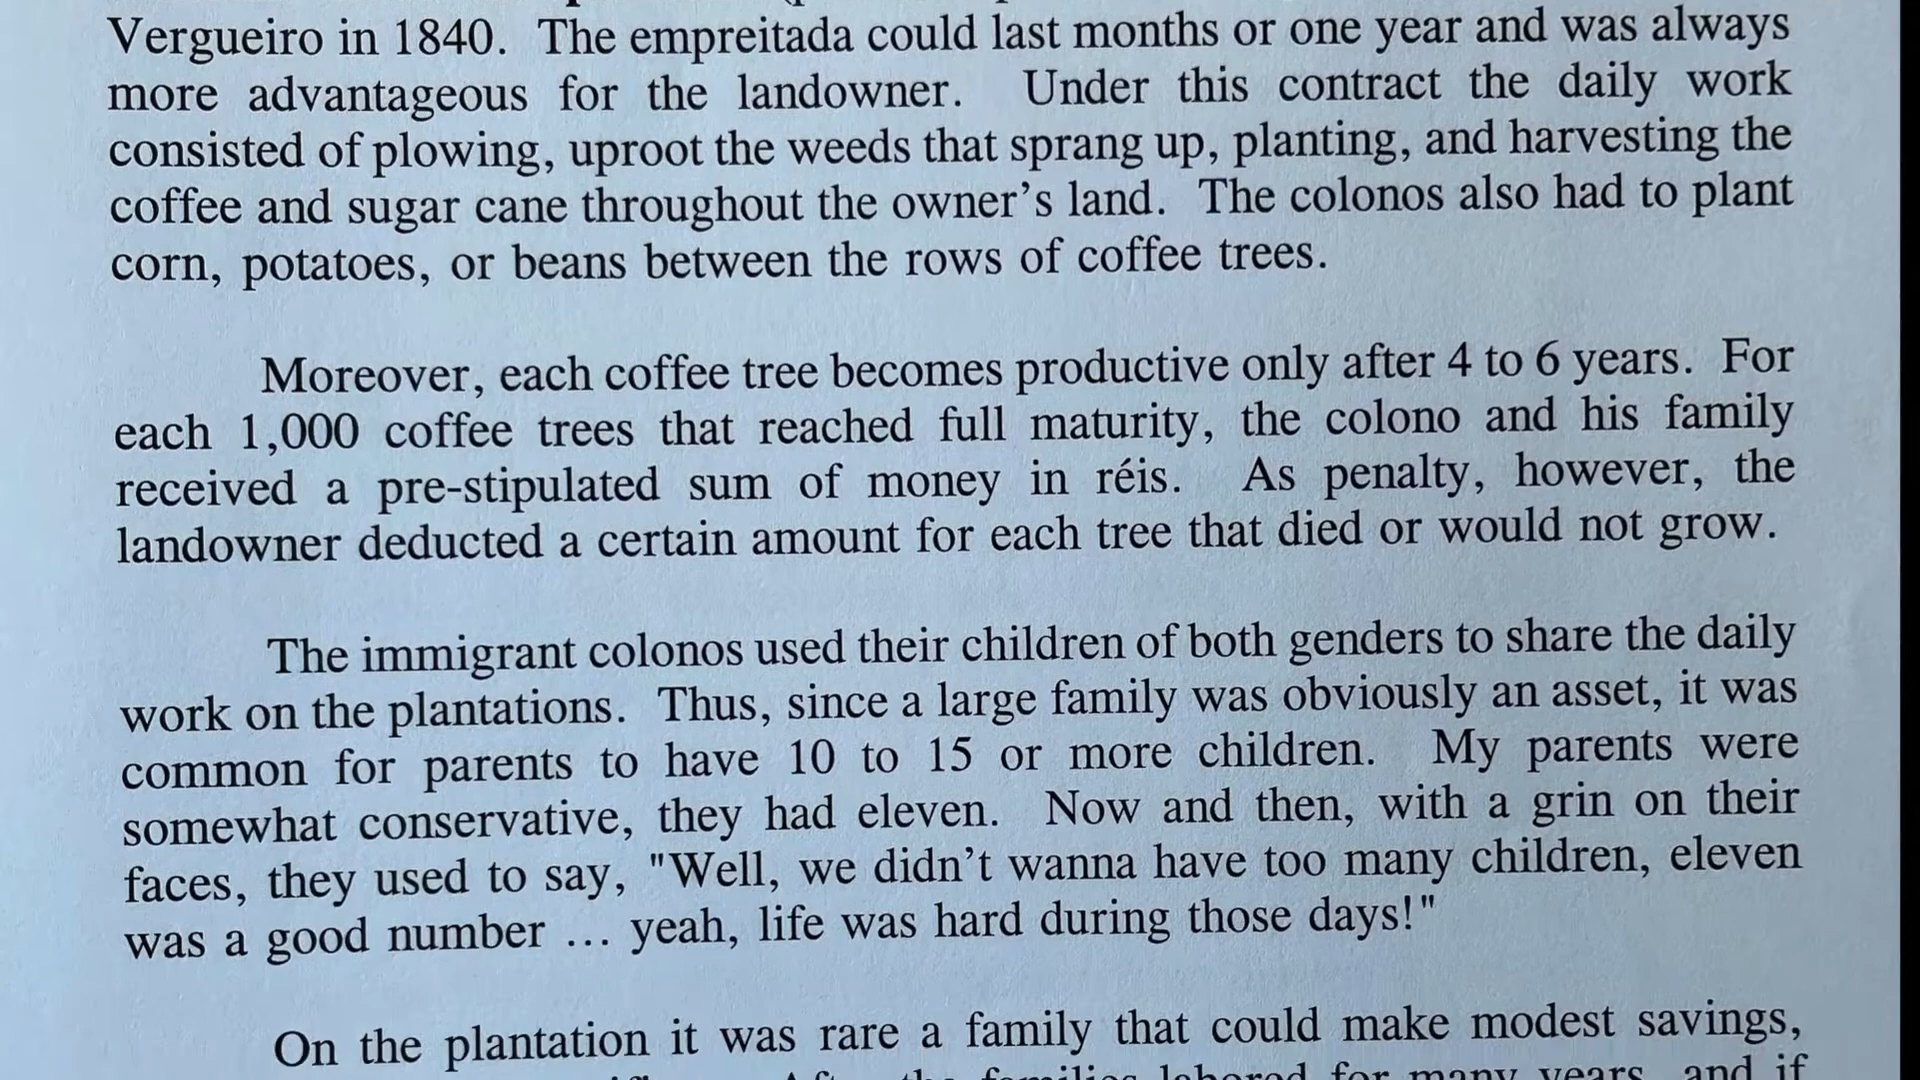 Vergueiro in 1840. The empreitada could last months or one year and was always
more advantageous for the landowner. Under this contract the daily work
consisted of plowing, uproot the weeds that sprang up, planting, and harvesting the
coffee and sugar cane throughout the owner's land. The colonos also had to plant
corn, potatoes, or beans between the rows of coffee trees.
Moreover, each coffee tree becomes productive only after 4 to 6 years. For
each 1,000 coffee trees that reached full maturity, the colono and his family
received a pre-stipulated sum of money in réis. As penalty, however, the
landowner deducted a certain amount for each tree that died or would not grow.
The immigrant colonos used their children of both genders to share the daily
work on the plantations. Thus, since a large family was obviously an asset, it was
common for parents to have 10 to 15 or more children. My parents were
somewhat conservative, they had eleven. Now and then, with a grin on their
faces, they used to say, "Well, we didn't wanna have too many children, eleven
was a good number ... yeah, life was hard during those days!"
On the plantation it was rare a family that could make modest savings,
the families labored for many years, and if